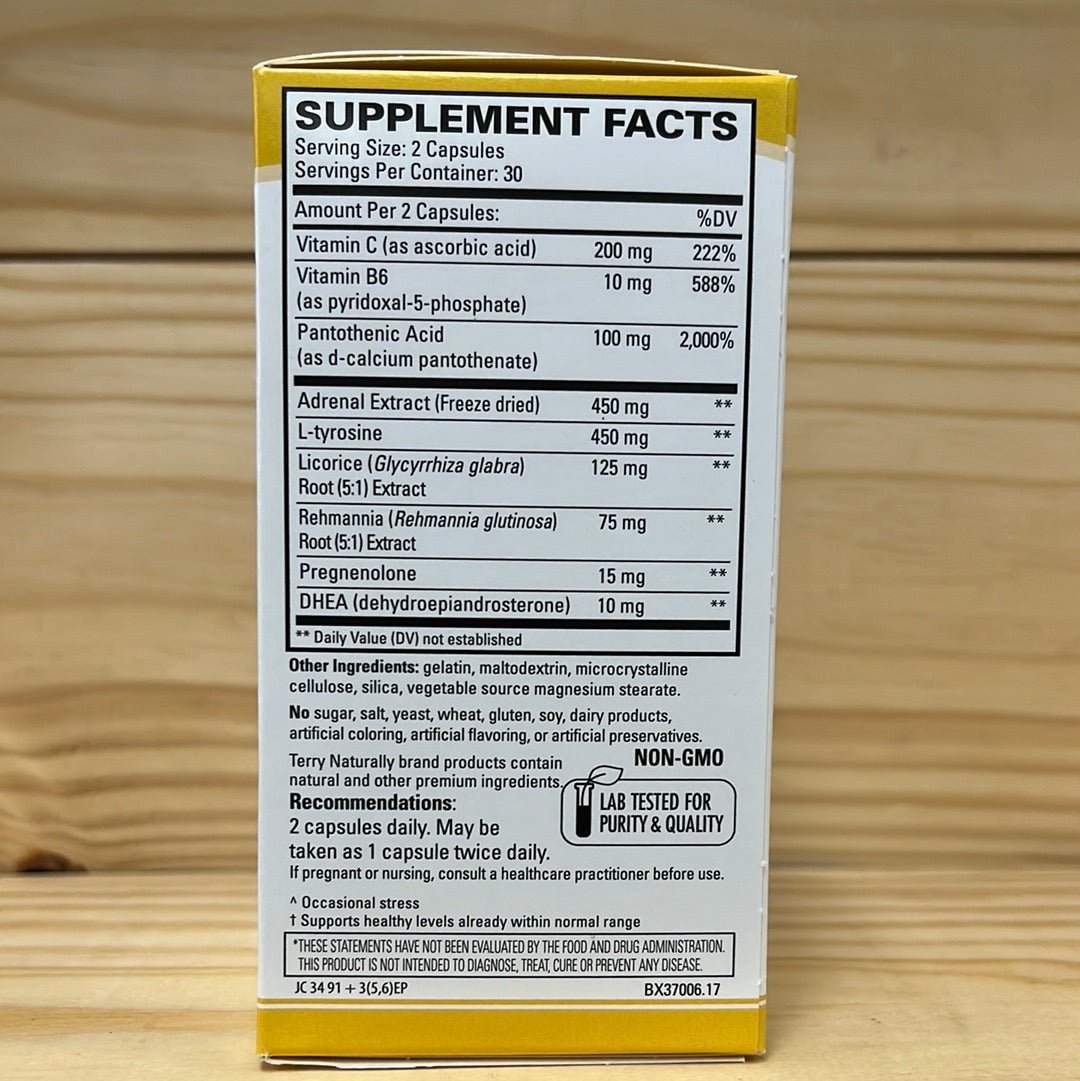 SUPPLEMENT FACTS
Serving Size: 2 Capsules
Servings Per Container: 30
Amount Per 2 Capsules: %DV
Vitamin C (as ascorbic acid) 200 mg 222%
Vitamin B6 10 mg 588%
(as pyridoxal-5-phosphate)
Pantothenic Acid 100 mg 2,000%
(as d-calcium pantothenate)
Adrenal Extract (Freeze dried) 450 mg **
L-tyrosine 450 mg **
Licorice (Glycyrrhiza glabra) 125 mg **
Root (5:1) Extract
Rehmannia (Rehmannia glutinosa) 75 mg **
Root (5:1) Extract
Pregnenolone 15 mg **
DHEA (dehydroepiandrosterone) 10 mg **
** Daily Value (DV) not established
Other Ingredients: gelatin, maltodextrin, microcrystalline
cellulose, silica, vegetable source magnesium stearate.
No sugar, salt, yeast, wheat, gluten, soy, dairy products,
artificial coloring, artificial flavoring, or artificial preservatives.
Terry Naturally brand products contain
natural and other premium ingredients.
NON-GMO
LAB TESTED FOR
PURITY & QUALITY
Recommendations:
2 capsules daily. May be
taken as 1 capsule twice daily.
If pregnant or nursing, consult a healthcare practitioner before use.
^ Occasional stress
† Supports healthy levels already within normal range
*THESE STATEMENTS HAVE NOT BEEN EVALUATED BY THE FOOD AND DRUG ADMINISTRATION.
THIS PRODUCT IS NOT INTENDED TO DIAGNOSE, TREAT, CURE OR PREVENT ANY DISEASE.
JC 34 91 + 3(5,6)EP BX37006.17